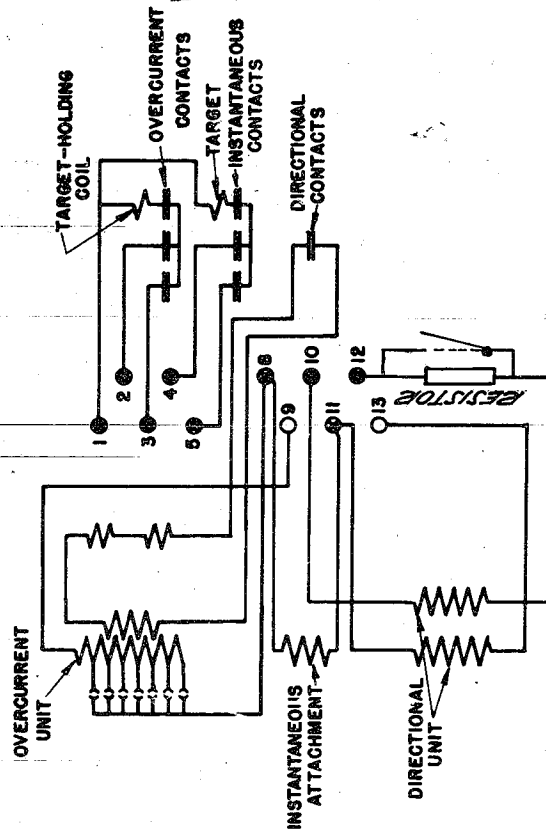 TARGET-HOLDING
COIL
OVERCURRENT
CONTACTS
TARGET
INSTANTANEOUS
CONTACTS
DIRECTIONAL
CONTACTS
1
2
3
4
5
8
9
10
11
12
13
RESISTOR
OVERCURRENT
UNIT
INSTANTANEOUS
ATTACHMENT
DIRECTIONAL
UNIT